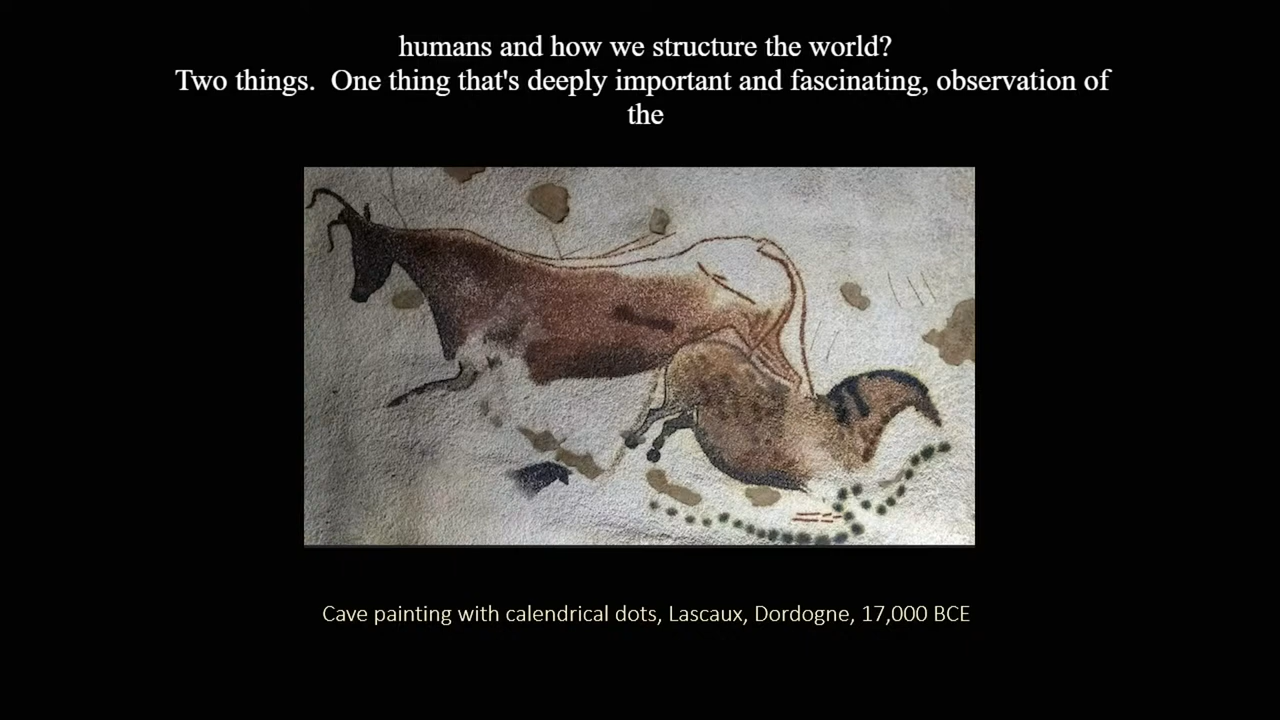 humans and how we structure the world?
Two things.  One thing that's deeply important and fascinating, observation of
the
Cave painting with calendrical dots, Lascaux, Dordogne, 17,000 BCE